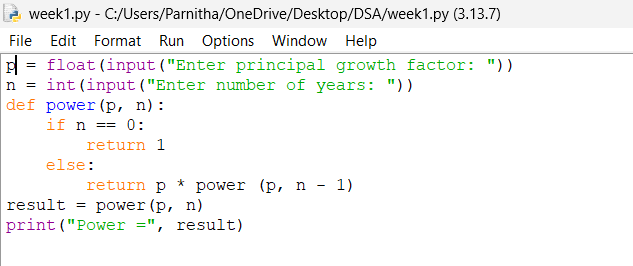 week1.py - C:/Users/Parnitha/OneDrive/Desktop/DSA/week1.py (3.13.7)
File Edit Format Run Options Window Help
p = float(input("Enter principal growth factor: "))
n = int(input("Enter number of years: "))
def power(p, n):
    if n == 0:
        return 1
    else:
        return p * power (p, n - 1)
result = power(p, n)
print("Power =", result)